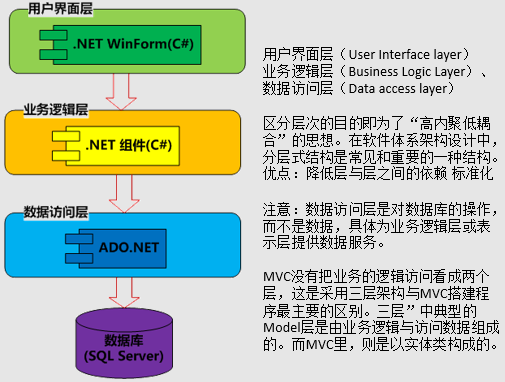 用户界面层
.NET WinForm(C#)
业务逻辑层
.NET 组件(C#)
数据访问层
ADO.NET
数据库
(SQL Server)
用户界面层（User Interface layer）
业务逻辑层（Business Logic Layer）、
数据访问层（Data access layer）
区分层次的目的即为了“高内聚低耦
合”的思想。在软件体系架构设计中，
分层式结构是常见和重要的一种结构。
优点：降低层与层之间的依赖 标准化
注意：数据访问层是对数据库的操作，
而不是数据，具体为业务逻辑层或表
示层提供数据服务。
MVC没有把业务的逻辑访问看成两个
层，这是采用三层架构与MVC搭建程
序最主要的区别。三层”中典型的
Model层是由业务逻辑与访问数据组成
的。而MVC里，则是以实体类构成的。